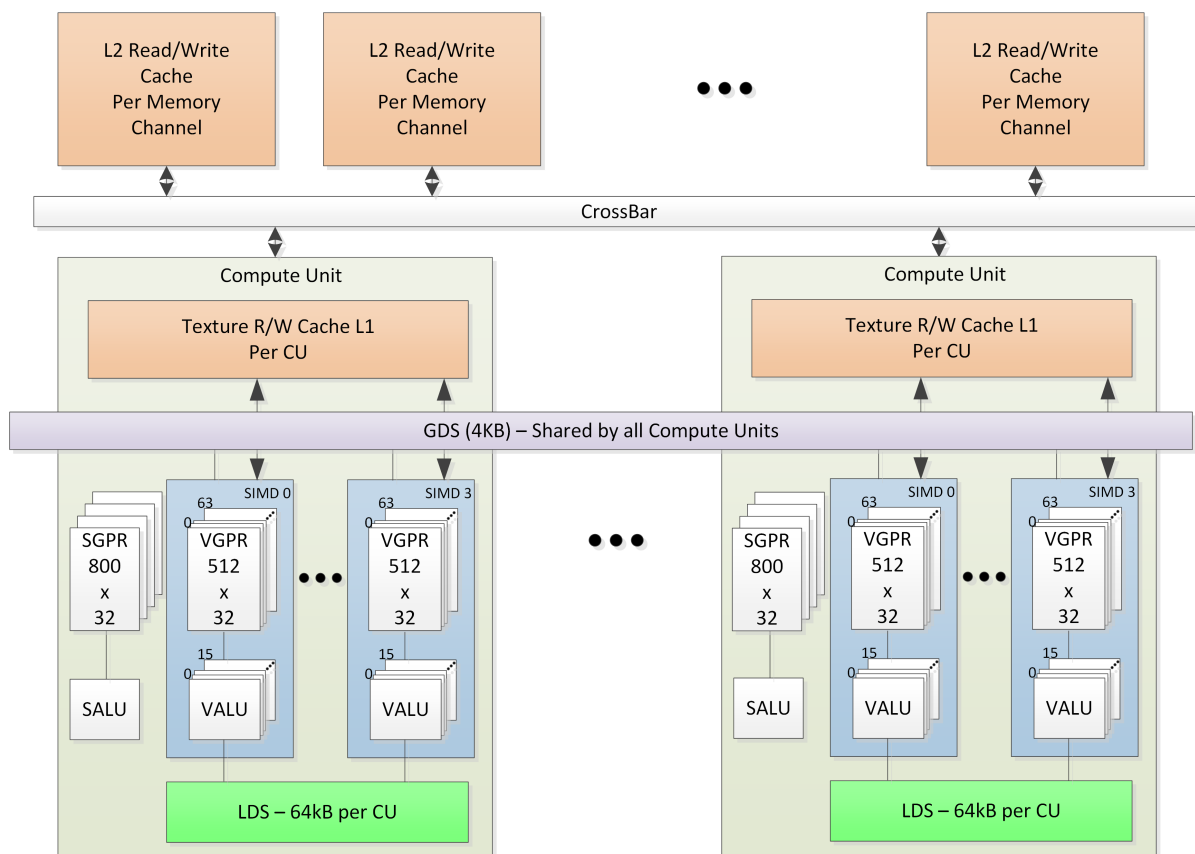 L2 Read/Write
Cache
Per Memory
Channel
L2 Read/Write
Cache
Per Memory
Channel
L2 Read/Write
Cache
Per Memory
Channel
CrossBar
Compute Unit
Texture R/W Cache L1
Per CU
Compute Unit
Texture R/W Cache L1
Per CU
GDS (4KB) – Shared by all Compute Units
SGPR
800
x
32
SALU
SIMD 0
63
0
VGPR
512
x
32
15
0
VALU
SIMD 3
63
0
VGPR
512
x
32
15
0
VALU
LDS – 64kB per CU
SGPR
800
x
32
SALU
SIMD 0
63
0
VGPR
512
x
32
15
0
VALU
SIMD 3
63
0
VGPR
512
x
32
15
0
VALU
LDS – 64kB per CU